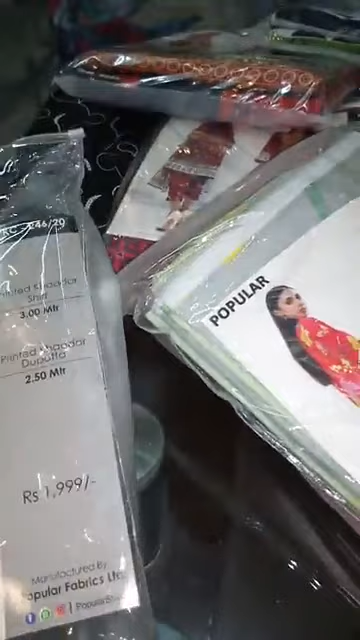 Printed Khaddar
Shirt
3.00 Mtr
Printed Khaddar
Dupatta
2.50 Mtr
Rs 1,999/-
Manufactured By
Popular Fabrics Ltd
POPULAR